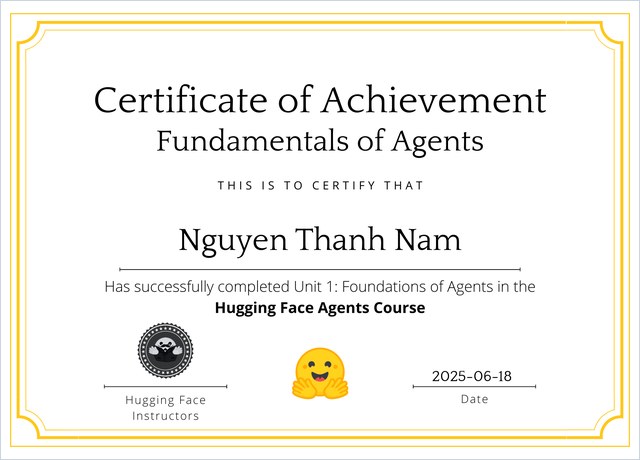 Certificate of Achievement
Fundamentals of Agents
THIS IS TO CERTIFY THAT
Nguyen Thanh Nam
Has successfully completed Unit 1: Foundations of Agents in the
Hugging Face Agents Course
2025-06-18
Hugging Face
Instructors
Date